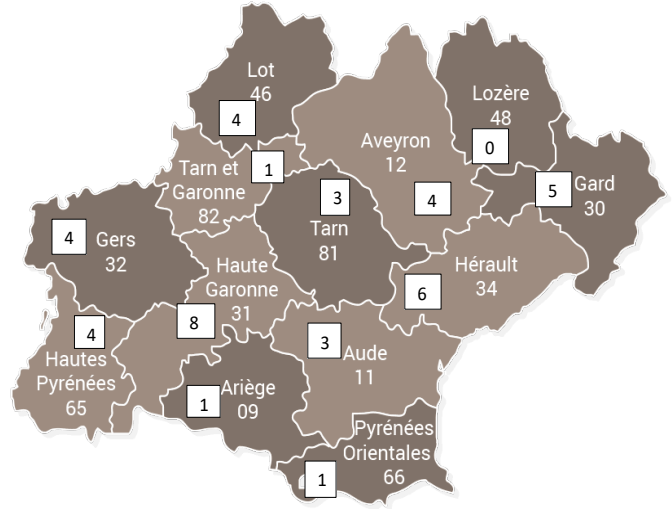 Lot
46
4
Lozère
48
0
Aveyron
12
4
Tarn et
Garonne
82
1
3
Tarn
81
5
Gard
30
4
Gers
32
Haute
Garonne
31
8
Hérault
34
6
4
Hautes
Pyrénées
65
3
Aude
11
Ariège
09
1
Pyrénées
Orientales
66
1